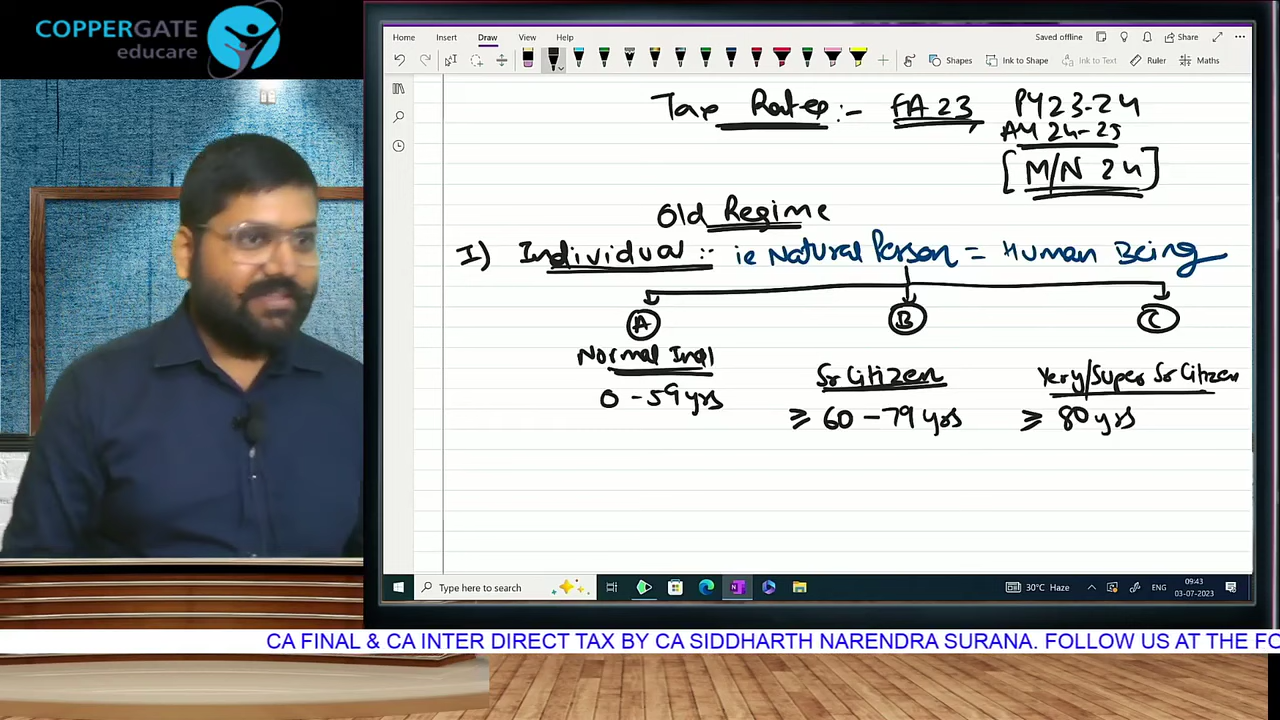 COPPERGATE
educare
Home Insert Draw View Help
Saved offline
Share
Shapes
Ink to Shape
Ink to Text
Ruler
Maths
Tax Rates :- FA 23 PY 23-24
AY 24-25
[M/N 24]
Old Regime
I) Individual :- ie Natural Person = Human Being
A B C
Normal Indl
0 - 59 yrs
Sr Citizen
≥ 60 - 79 yrs
Very/Super Sr Citizen
≥ 80 yrs
Type here to search
30°C Haze
ENG
09:43
03-07-2023
CA FINAL & CA INTER DIRECT TAX BY CA SIDDHARTH NARENDRA SURANA. FOLLOW US AT THE FO